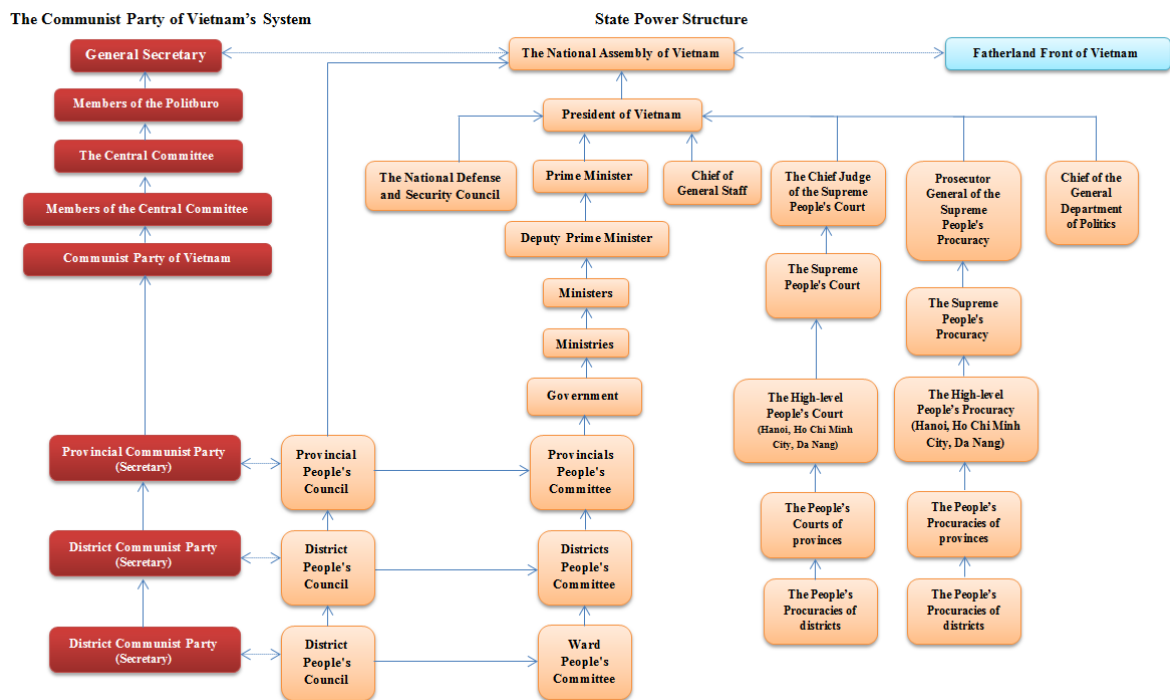 The Communist Party of Vietnam's System
State Power Structure
General Secretary
The National Assembly of Vietnam
Fatherland Front of Vietnam
Members of the Politburo
President of Vietnam
The Central Committee
The National Defense
and Security Council
Prime Minister
Chief of
General Staff
The Chief Judge
of the Supreme
People's Court
Prosecutor
General of the
Supreme
People's
Procuracy
Chief of the
General
Department
of Politics
Members of the Central Committee
Deputy Prime Minister
Communist Party of Vietnam
The Supreme
People's Court
Ministers
The Supreme
People's
Procuracy
Ministries
Government
The High-level
People's Court
(Hanoi, Ho Chi Minh
City, Da Nang)
The High-level
People's Procuracy
(Hanoi, Ho Chi Minh
City, Da Nang)
Provincial Communist Party
(Secretary)
Provincial
People's
Council
Provincials
People's
Committee
The People's
Courts of
provinces
The People's
Procuracies of
provinces
District Communist Party
(Secretary)
District
People's
Council
Districts
People's
Committee
The People's
Procuracies of
districts
The People's
Procuracies of
districts
District Communist Party
(Secretary)
District
People's
Council
Ward
People's
Committee